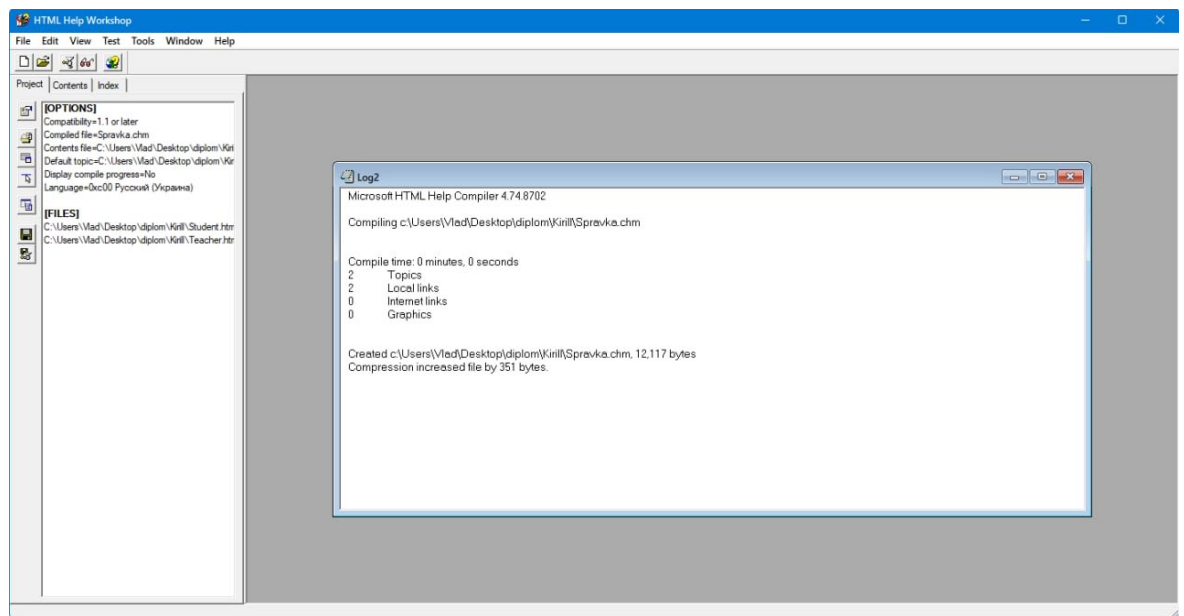 HTML Help Workshop
File Edit View Test Tools Window Help
Project Contents Index
[OPTIONS]
Compatibility=1.1 or later
Compiled file=Spravka.chm
Contents file=C:\Users\Vlad\Desktop\diplom\Kiri
Default topic=C:\Users\Vlad\Desktop\diplom\Kir
Display compile progress=No
Language=0xc00 Русский (Украина)
[FILES]
C:\Users\Vlad\Desktop\diplom\Kirill\Student.htm
C:\Users\Vlad\Desktop\diplom\Kirill\Teacher.htr
Log2
Microsoft HTML Help Compiler 4.74.8702
Compiling c:\Users\Vlad\Desktop\diplom\Kirill\Spravka.chm
Compile time: 0 minutes, 0 seconds
2 Topics
2 Local links
0 Internet links
0 Graphics
Created c:\Users\Vlad\Desktop\diplom\Kirill\Spravka.chm, 12,117 bytes
Compression increased file by 351 bytes.